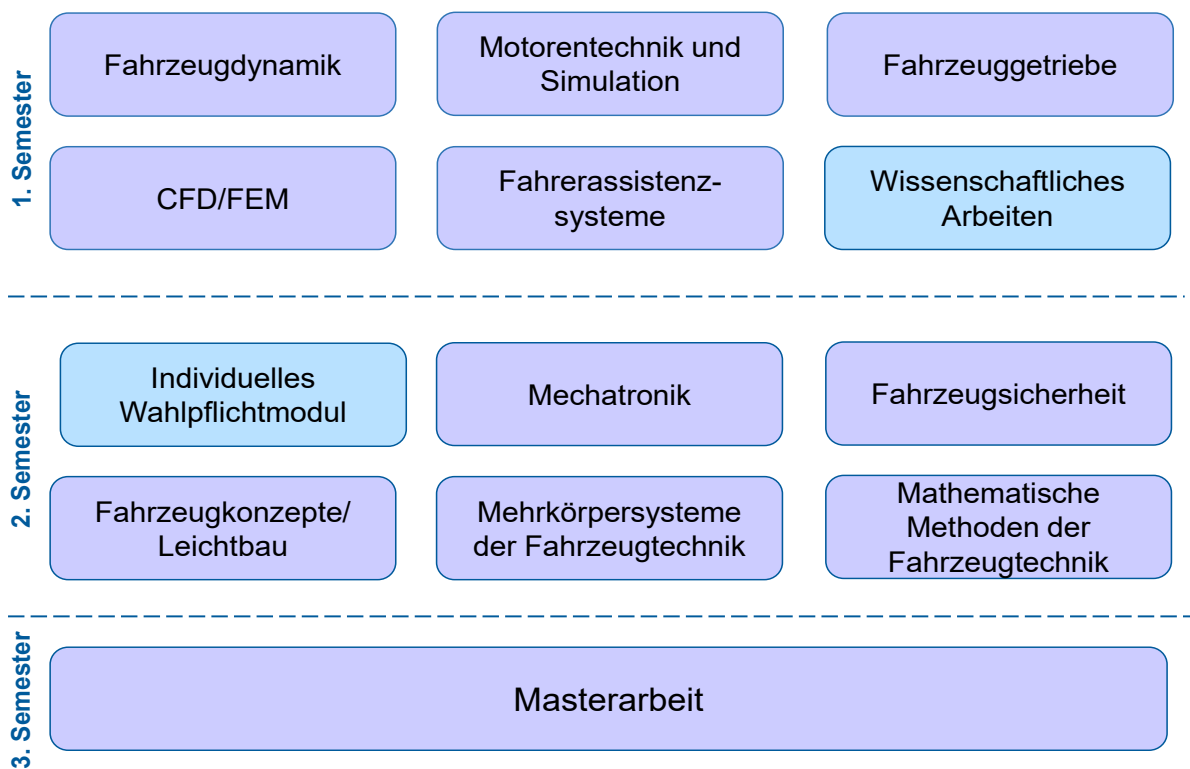 1. Semester
Fahrzeugdynamik
Motorentechnik und
Simulation
Fahrzeuggetriebe
CFD/FEM
Fahrerassistenz-
systeme
Wissenschaftliches
Arbeiten
2. Semester
Individuelles
Wahlpflichtmodul
Mechatronik
Fahrzeugsicherheit
Fahrzeugkonzepte/
Leichtbau
Mehrkörpersysteme
der Fahrzeugtechnik
Mathematische
Methoden der
Fahrzeugtechnik
3. Semester
Masterarbeit